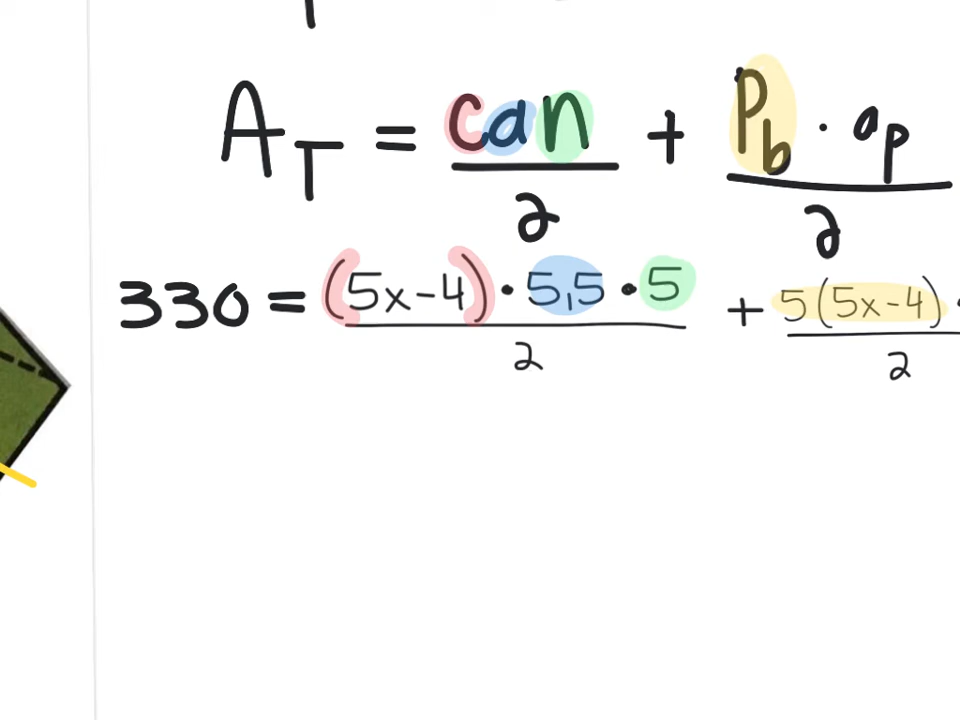 A_T = can/2 + P_b · a_p/2
330 = (5x-4) · 5,5 · 5/2 + 5(5x-4) ·/2